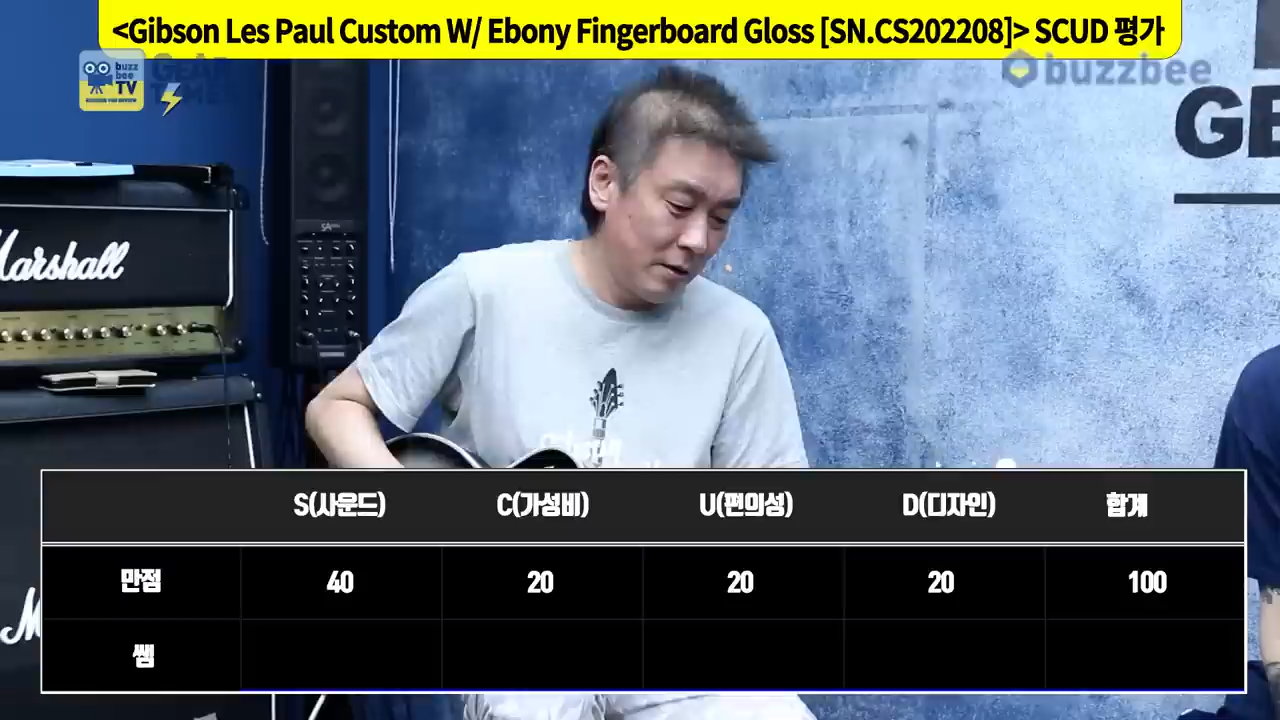 <Gibson Les Paul Custom W/ Ebony Fingerboard Gloss [SN.CS202208]> SCUD 평가
buzz
bee
TV
buzzbee
GE
Marshall
S(사운드) C(가성비) U(편의성) D(디자인) 합계
만점 40 20 20 20 100
쌤